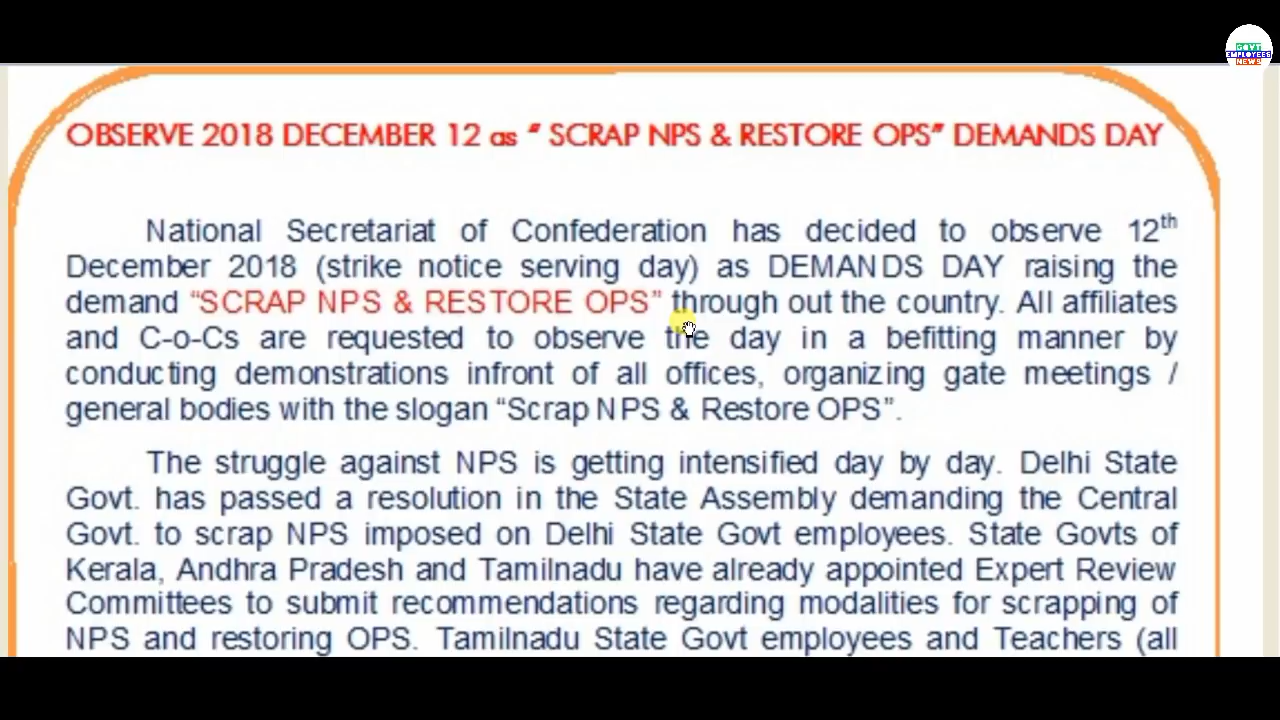 GOVT
EMPLOYEES
NEWS
OBSERVE 2018 DECEMBER 12 as “ SCRAP NPS & RESTORE OPS” DEMANDS DAY
National Secretariat of Confederation has decided to observe 12th
December 2018 (strike notice serving day) as DEMANDS DAY raising the
demand “SCRAP NPS & RESTORE OPS” through out the country. All affiliates
and C-o-Cs are requested to observe the day in a befitting manner by
conducting demonstrations infront of all offices, organizing gate meetings /
general bodies with the slogan “Scrap NPS & Restore OPS”.
The struggle against NPS is getting intensified day by day. Delhi State
Govt. has passed a resolution in the State Assembly demanding the Central
Govt. to scrap NPS imposed on Delhi State Govt employees. State Govts of
Kerala, Andhra Pradesh and Tamilnadu have already appointed Expert Review
Committees to submit recommendations regarding modalities for scrapping of
NPS and restoring OPS. Tamilnadu State Govt employees and Teachers (all